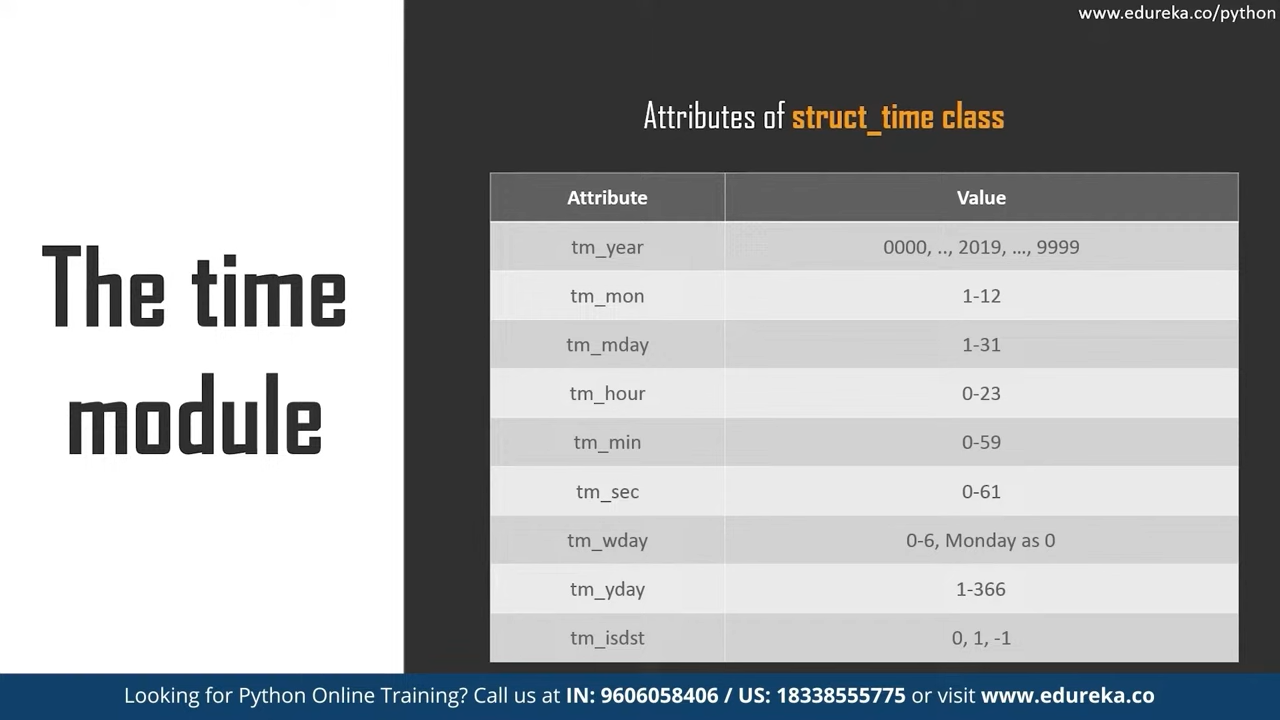 www.edureka.co/python
The time
module
Attributes of struct_time class
Attribute Value
tm_year 0000, .., 2019, ..., 9999
tm_mon 1-12
tm_mday 1-31
tm_hour 0-23
tm_min 0-59
tm_sec 0-61
tm_wday 0-6, Monday as 0
tm_yday 1-366
tm_isdst 0, 1, -1
Looking for Python Online Training? Call us at IN: 9606058406 / US: 18338555775 or visit www.edureka.co